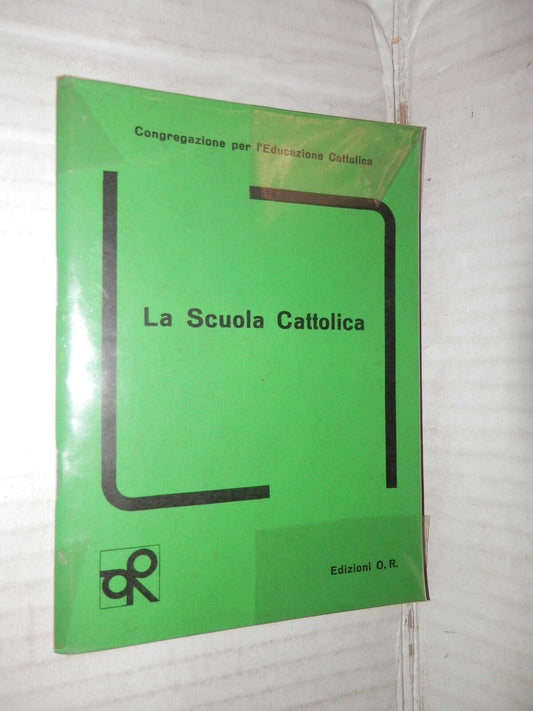 Congregazione per l'Educazione Cattolica
La Scuola Cattolica
Edizioni O.R.